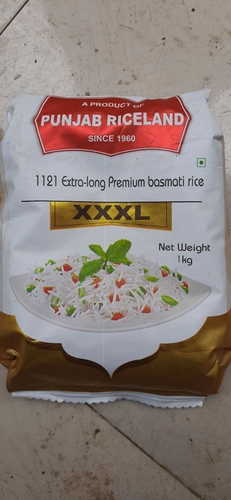 A PRODUCT OF
PUNJAB RICELAND
SINCE 1960
1121 Extra-long Premium basmati rice
XXXL
Net Weight
1kg